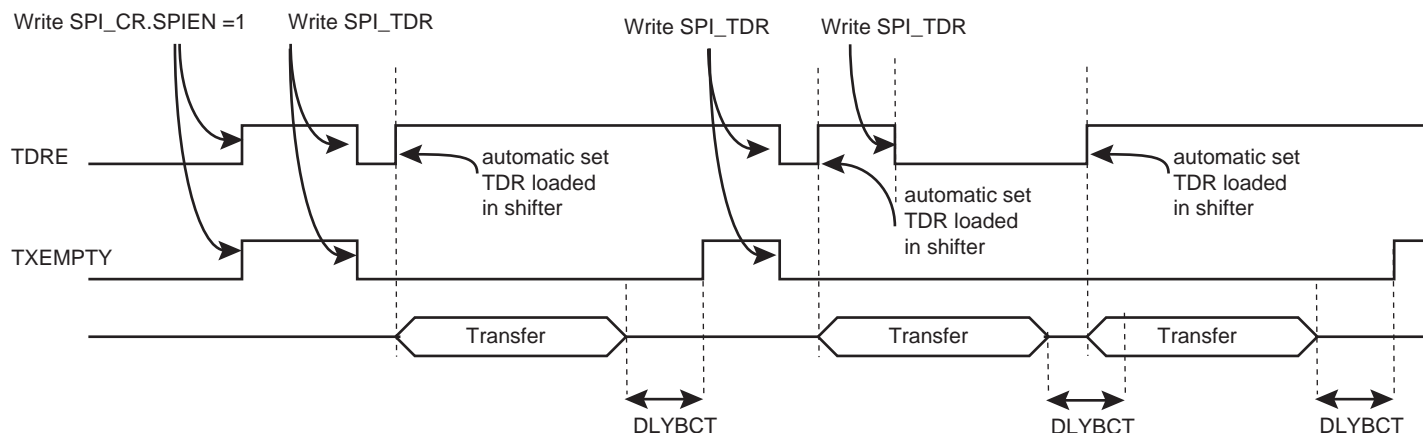 Write SPI_CR.SPIEN =1
Write SPI_TDR
Write SPI_TDR
Write SPI_TDR
TDRE
automatic set
TDR loaded
in shifter
automatic set
TDR loaded
in shifter
automatic set
TDR loaded
in shifter
TXEMPTY
Transfer
Transfer
Transfer
DLYBCT
DLYBCT
DLYBCT